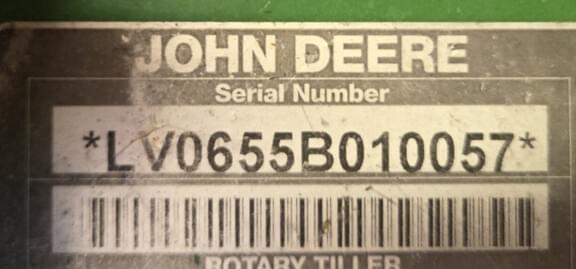 JOHN DEERE
Serial Number
*LV0655B010057*
ROTARY TILLER